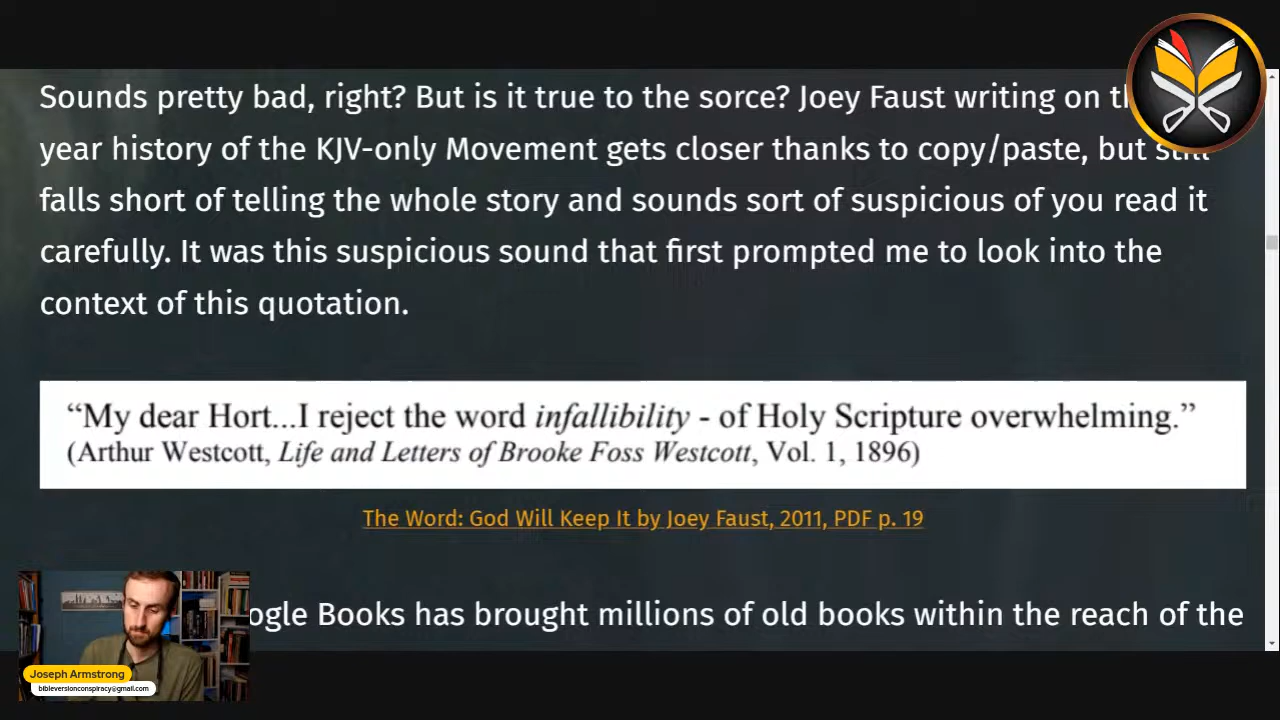 Sounds pretty bad, right? But is it true to the sorce? Joey Faust writing on
year history of the KJV-only Movement gets closer thanks to copy/paste, but still
falls short of telling the whole story and sounds sort of suspicious of you read it
carefully. It was this suspicious sound that first prompted me to look into the
context of this quotation.
“My dear Hort...I reject the word infallibility - of Holy Scripture overwhelming.”
(Arthur Westcott, Life and Letters of Brooke Foss Westcott, Vol. 1, 1896)
The Word: God Will Keep It by Joey Faust, 2011, PDF p. 19
ogle Books has brought millions of old books within the reach of the
Joseph Armstrong
bibleversionconspiracy@gmail.com